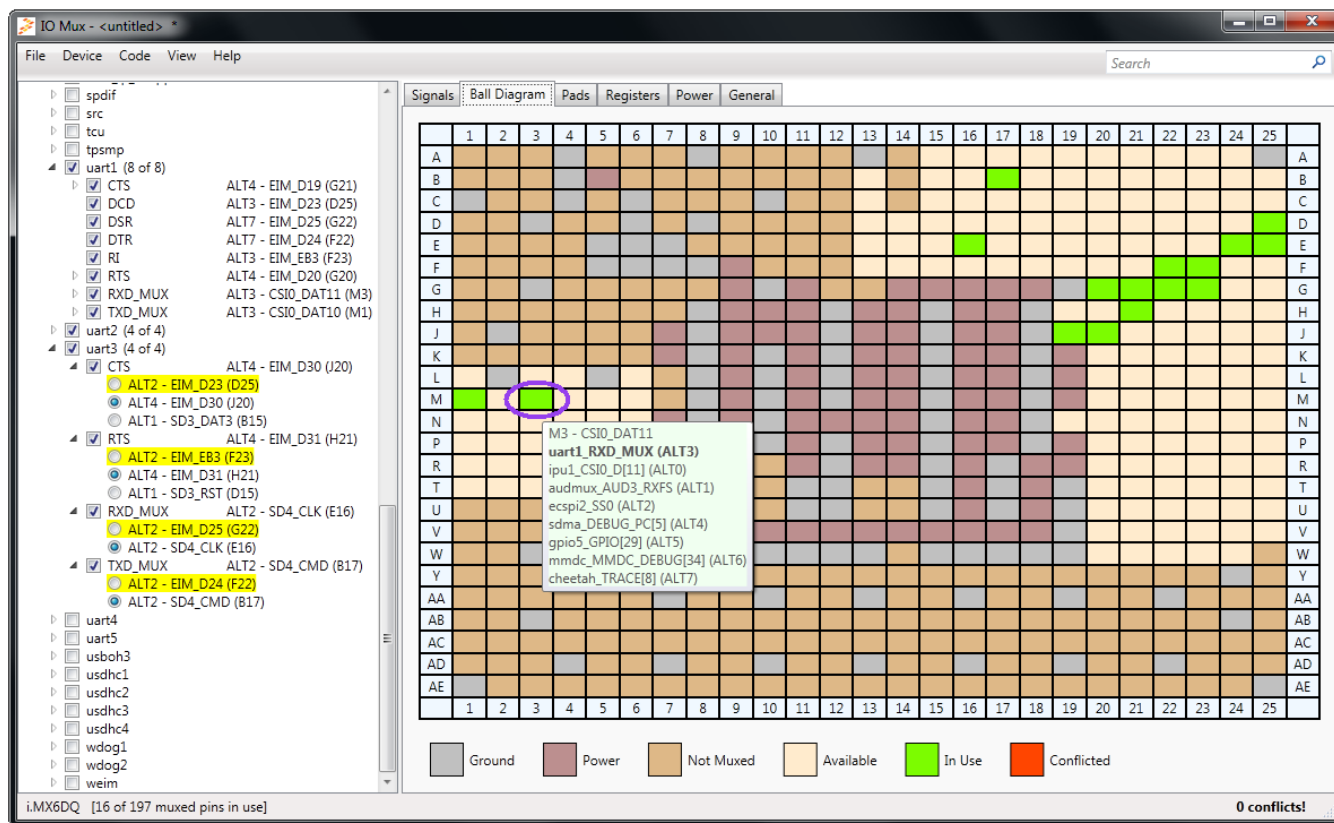 IO Mux - <untitled> *
File Device Code View Help
Search
spdif
src
tcu
tpsmp
uart1 (8 of 8)
CTS ALT4 - EIM_D19 (G21)
DCD ALT3 - EIM_D23 (D25)
DSR ALT7 - EIM_D25 (G22)
DTR ALT7 - EIM_D24 (F22)
RI ALT3 - EIM_EB3 (F23)
RTS ALT4 - EIM_D20 (G20)
RXD_MUX ALT3 - CSI0_DAT11 (M3)
TXD_MUX ALT3 - CSI0_DAT10 (M1)
uart2 (4 of 4)
uart3 (4 of 4)
CTS ALT4 - EIM_D30 (J20)
ALT2 - EIM_D23 (D25)
ALT4 - EIM_D30 (J20)
ALT1 - SD3_DAT3 (B15)
RTS ALT4 - EIM_D31 (H21)
ALT2 - EIM_EB3 (F23)
ALT4 - EIM_D31 (H21)
ALT1 - SD3_RST (D15)
RXD_MUX ALT2 - SD4_CLK (E16)
ALT2 - EIM_D25 (G22)
ALT2 - SD4_CLK (E16)
TXD_MUX ALT2 - SD4_CMD (B17)
ALT2 - EIM_D24 (F22)
ALT2 - SD4_CMD (B17)
uart4
uart5
usboh3
usdhc1
usdhc2
usdhc3
usdhc4
wdog1
wdog2
weim
Signals Ball Diagram Pads Registers Power General
1 2 3 4 5 6 7 8 9 10 11 12 13 14 15 16 17 18 19 20 21 22 23 24 25
A A
B B
C C
D D
E E
F F
G G
H H
J J
K K
L L
M M
N N
P P
R R
T T
U U
V V
W W
Y Y
AA AA
AB AB
AC AC
AD AD
AE AE
1 2 3 4 5 6 7 8 9 10 11 12 13 14 15 16 17 18 19 20 21 22 23 24 25
M3 - CSI0_DAT11
uart1_RXD_MUX (ALT3)
ipu1_CSI0_D[11] (ALT0)
audmux_AUD3_RXFS (ALT1)
ecspi2_SS0 (ALT2)
sdma_DEBUG_PC[5] (ALT4)
gpio5_GPIO[29] (ALT5)
mmdc_MMDC_DEBUG[34] (ALT6)
cheetah_TRACE[8] (ALT7)
Ground Power Not Muxed Available In Use Conflicted
i.MX6DQ [16 of 197 muxed pins in use] 0 conflicts!